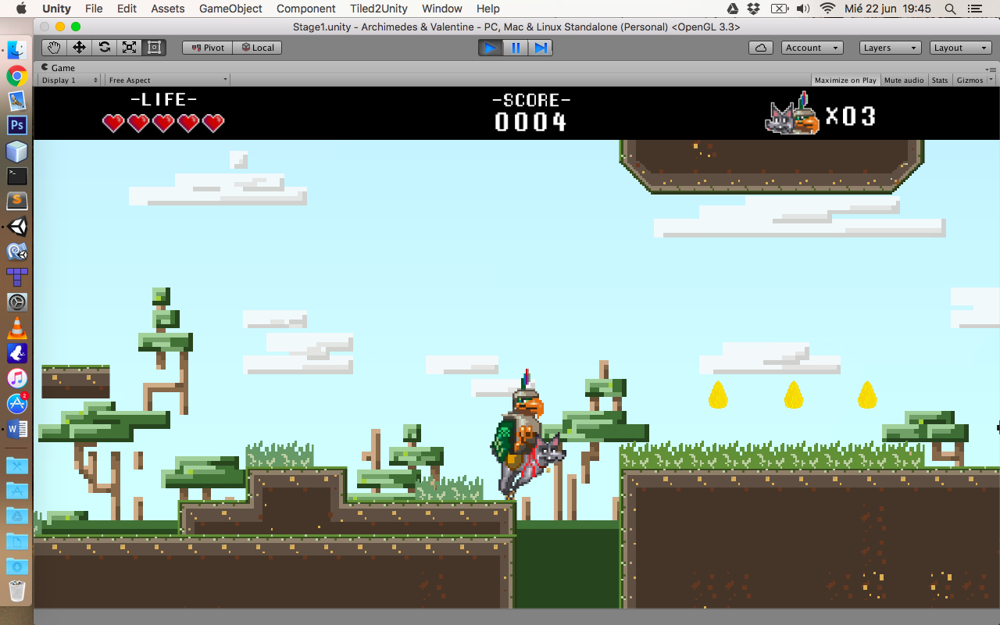 Unity File Edit Assets GameObject Component Tiled2Unity Window Help Mié 22 jun 19:45
Stage1.unity - Archimedes & Valentine - PC, Mac & Linux Standalone (Personal) <OpenGL 3.3>
Pivot Local Account Layers Layout
Game
Display 1 Free Aspect Maximize on Play Mute audio Stats Gizmos
-LIFE- -SCORE-
0004 X03
Ps
S
2
W